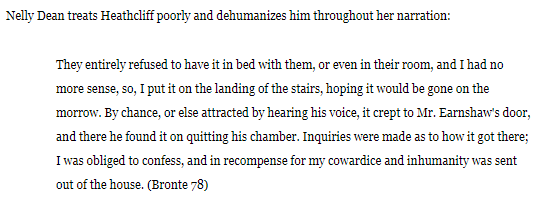 Nelly Dean treats Heathcliff poorly and dehumanizes him throughout her narration:
They entirely refused to have it in bed with them, or even in their room, and I had no
more sense, so, I put it on the landing of the stairs, hoping it would be gone on the
morrow. By chance, or else attracted by hearing his voice, it crept to Mr. Earnshaw's door,
and there he found it on quitting his chamber. Inquiries were made as to how it got there;
I was obliged to confess, and in recompense for my cowardice and inhumanity was sent
out of the house. (Bronte 78)